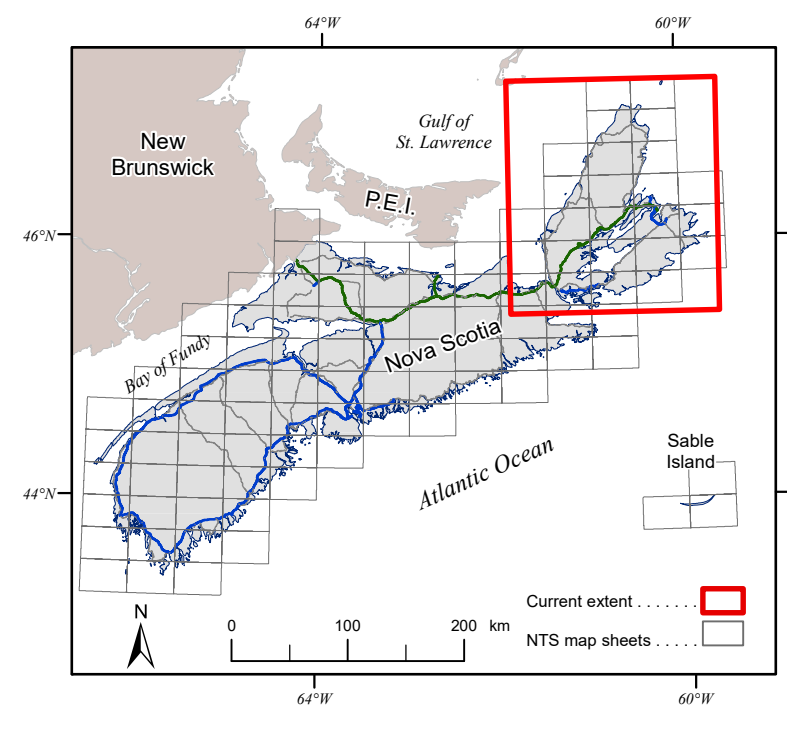 64°W
60°W
Gulf of
St. Lawrence
New
Brunswick
P.E.I.
46°N
Nova Scotia
Bay of Fundy
Sable
Island
Atlantic Ocean
44°N
Current extent . . . . . . .
N
0
100
200
km
NTS map sheets . . . . .
64°W
60°W